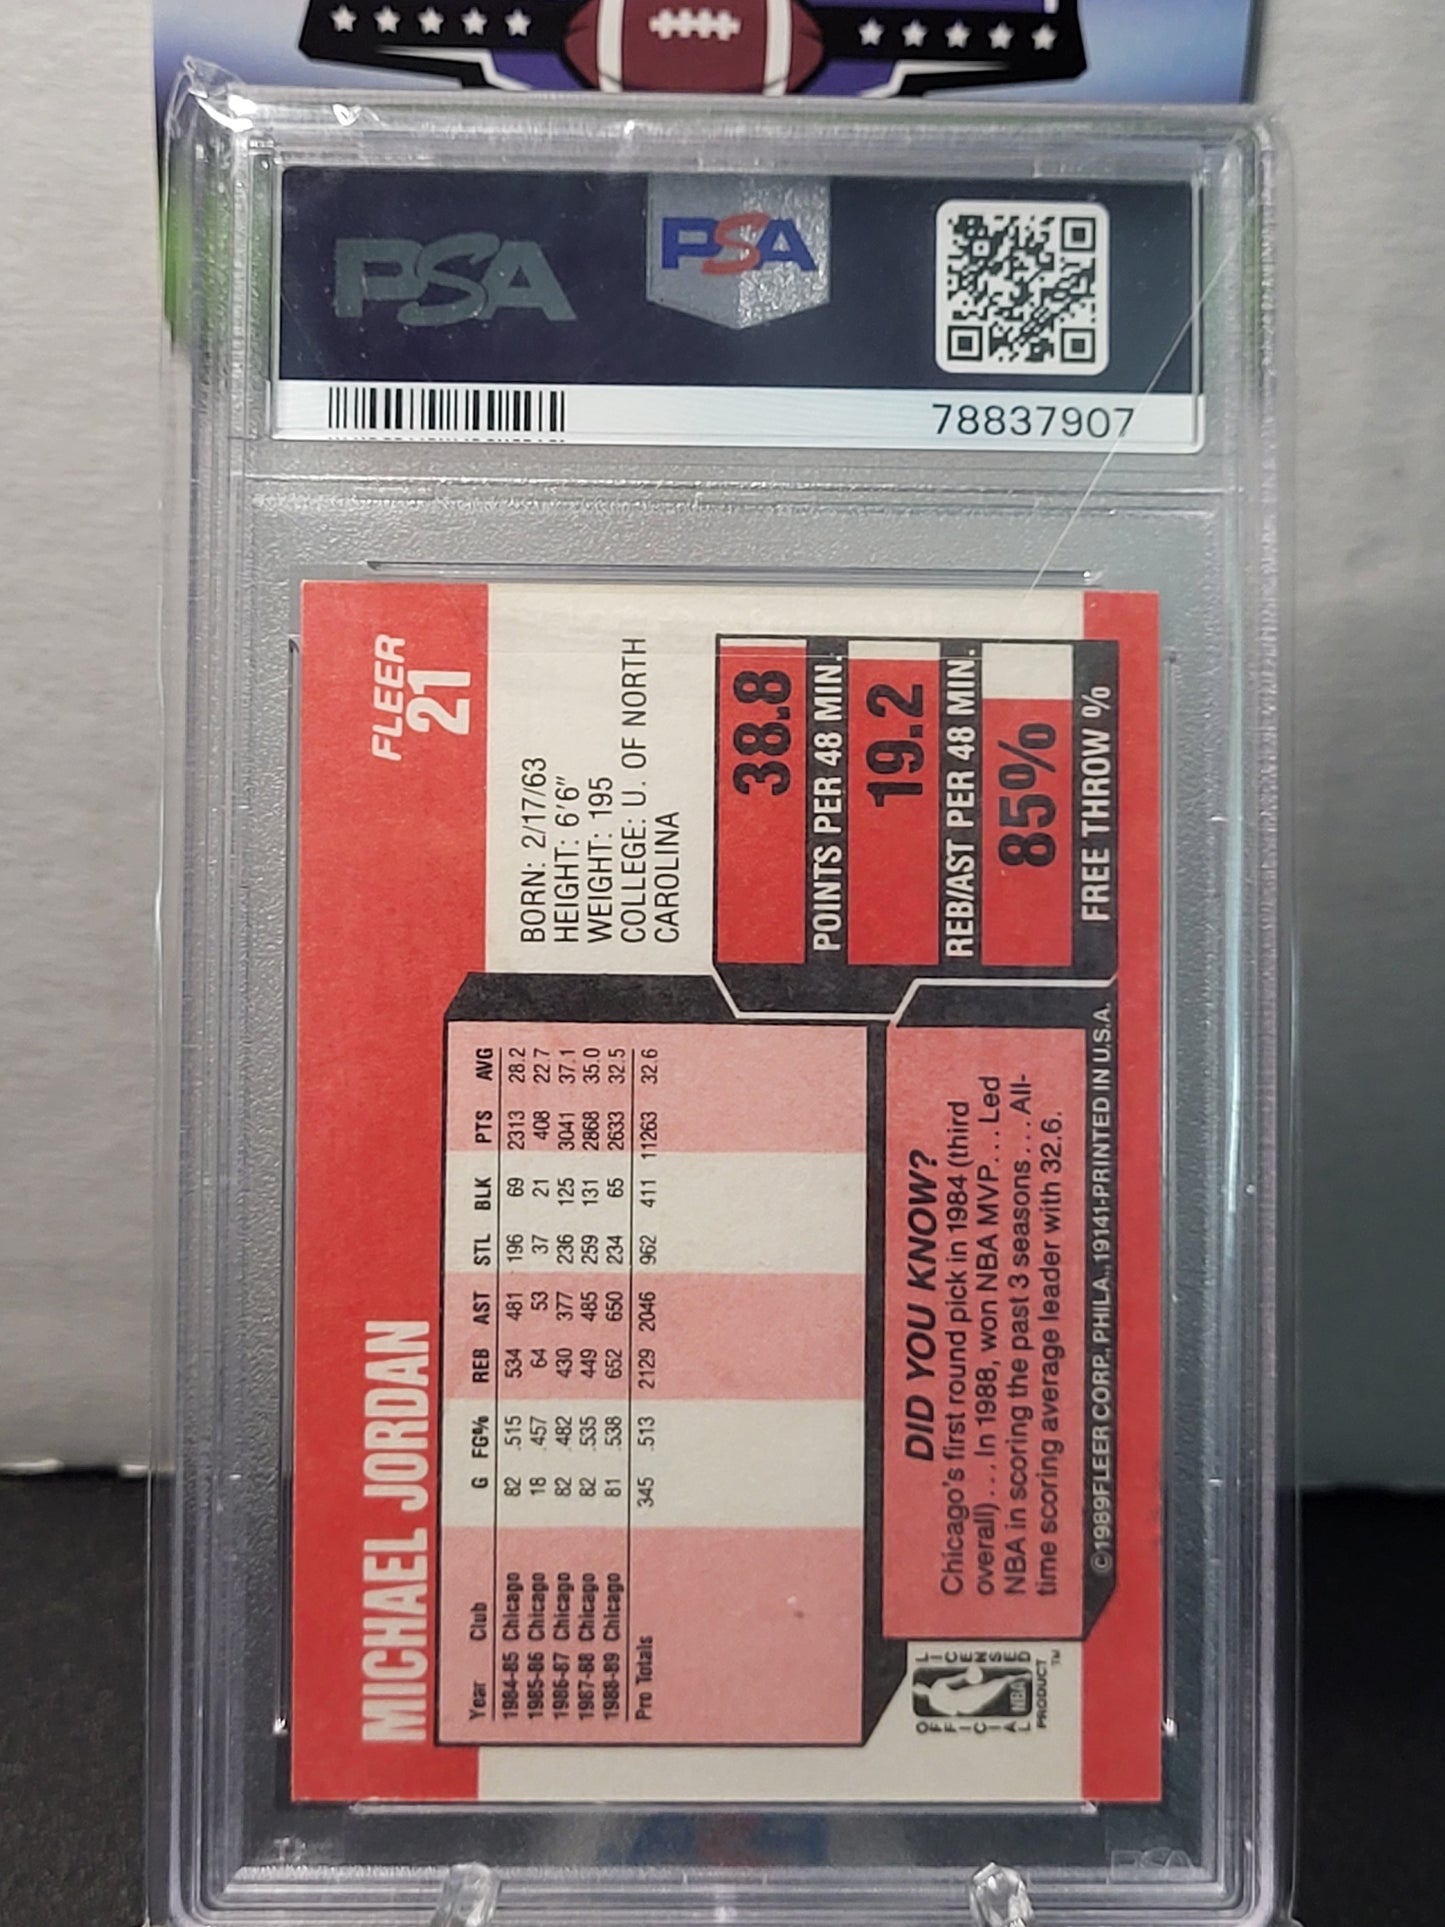 PSA
PSA
78837907
FLEER
21
MICHAEL JORDAN
BORN: 2/17/63
HEIGHT: 6'6"
WEIGHT: 195
COLLEGE: U. OF NORTH
CAROLINA
Year Club G FG% REB AST STL BLK PTS AVG
1984-85 Chicago 82 .515 534 481 196 69 2313 28.2
1985-86 Chicago 18 .457 64 53 37 21 408 22.7
1986-87 Chicago 82 .482 430 377 236 125 3041 37.1
1987-88 Chicago 82 .535 449 485 259 131 2868 35.0
1988-89 Chicago 81 .538 652 650 234 65 2633 32.5
Pro Totals 345 .513 2129 2046 962 411 11263 32.6
38.8
POINTS PER 48 MIN.
19.2
REB/AST PER 48 MIN.
85%
FREE THROW %
DID YOU KNOW?
Chicago's first round pick in 1984 (third
overall)...In 1988, won NBA MVP...Led
NBA in scoring the past 3 seasons...All-
time scoring average leader with 32.6.
OFFICIAL LICENSED
NBA
PRODUCT TM
©1989FLEER CORP., PHILA., 19141-PRINTED IN U.S.A.
PSA